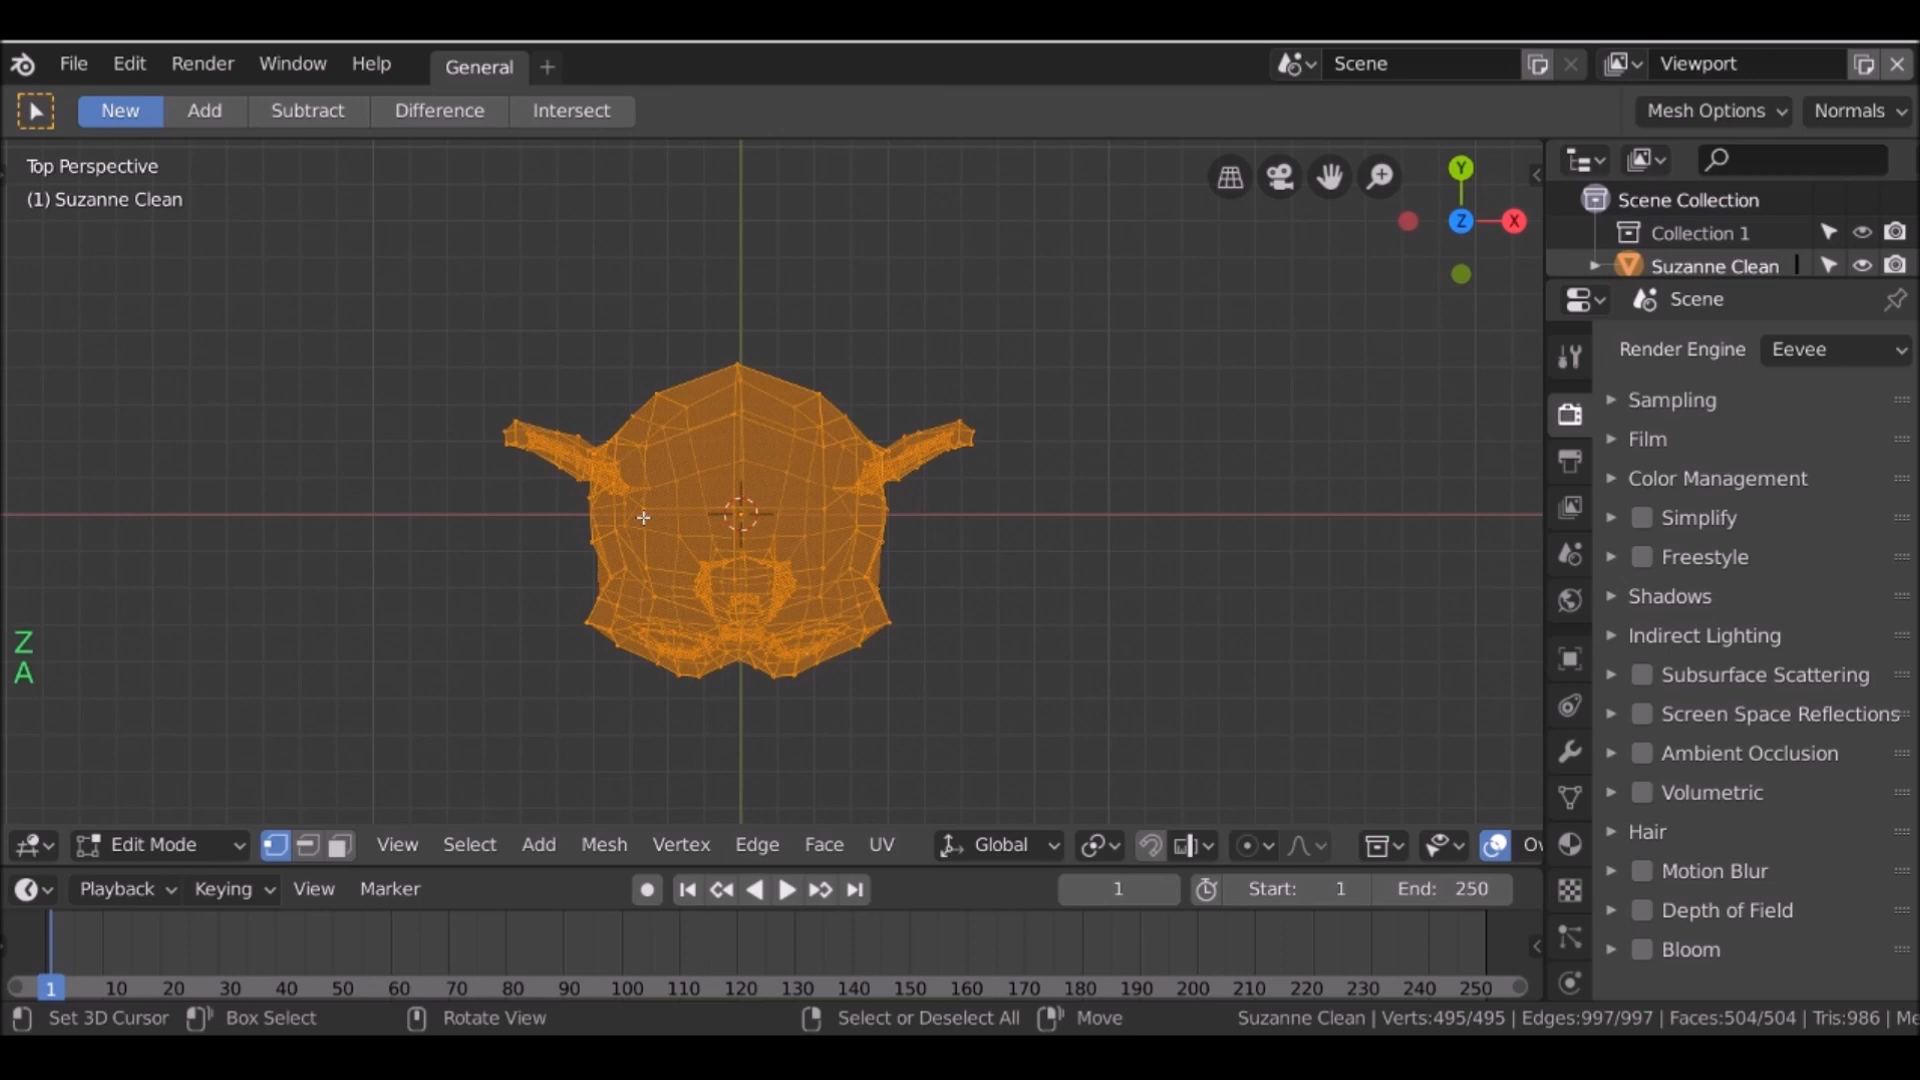 File Edit Render Window Help General + Scene Viewport
New Add Subtract Difference Intersect Mesh Options Normals
Top Perspective
(1) Suzanne Clean
Y
Z
X
Scene Collection
Collection 1
Suzanne Clean
Scene
Render Engine Eevee
Sampling
Film
Color Management
Simplify
Freestyle
Shadows
Indirect Lighting
Subsurface Scattering
Screen Space Reflections
Ambient Occlusion
Volumetric
Hair
Motion Blur
Depth of Field
Bloom
Z
A
Edit Mode View Select Add Mesh Vertex Edge Face UV Global Ov
Playback Keying View Marker 1 Start: 1 End: 250
1 10 20 30 40 50 60 70 80 90 100 110 120 130 140 150 160 170 180 190 200 210 220 230 240 250
Set 3D Cursor Box Select Rotate View Select or Deselect All Move Suzanne Clean | Verts:495/495 | Edges:997/997 | Faces:504/504 | Tris:986 | Me